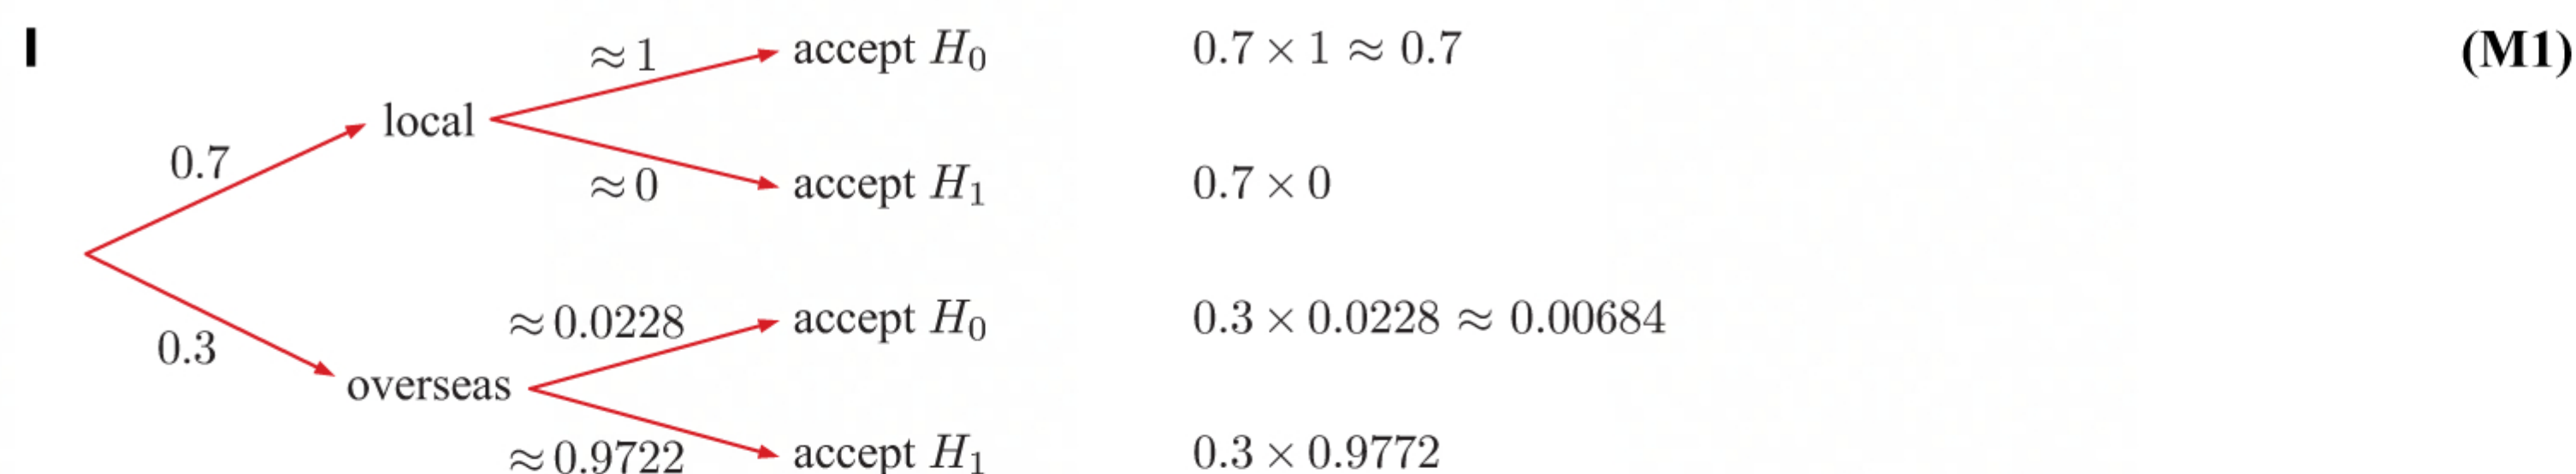 I ≈ 1 accept H₀ 0.7 × 1 ≈ 0.7 (M1)
local
0.7
≈ 0 accept H₁ 0.7 × 0
≈ 0.0228 accept H₀ 0.3 × 0.0228 ≈ 0.00684
0.3
overseas
≈ 0.9722 accept H₁ 0.3 × 0.9772